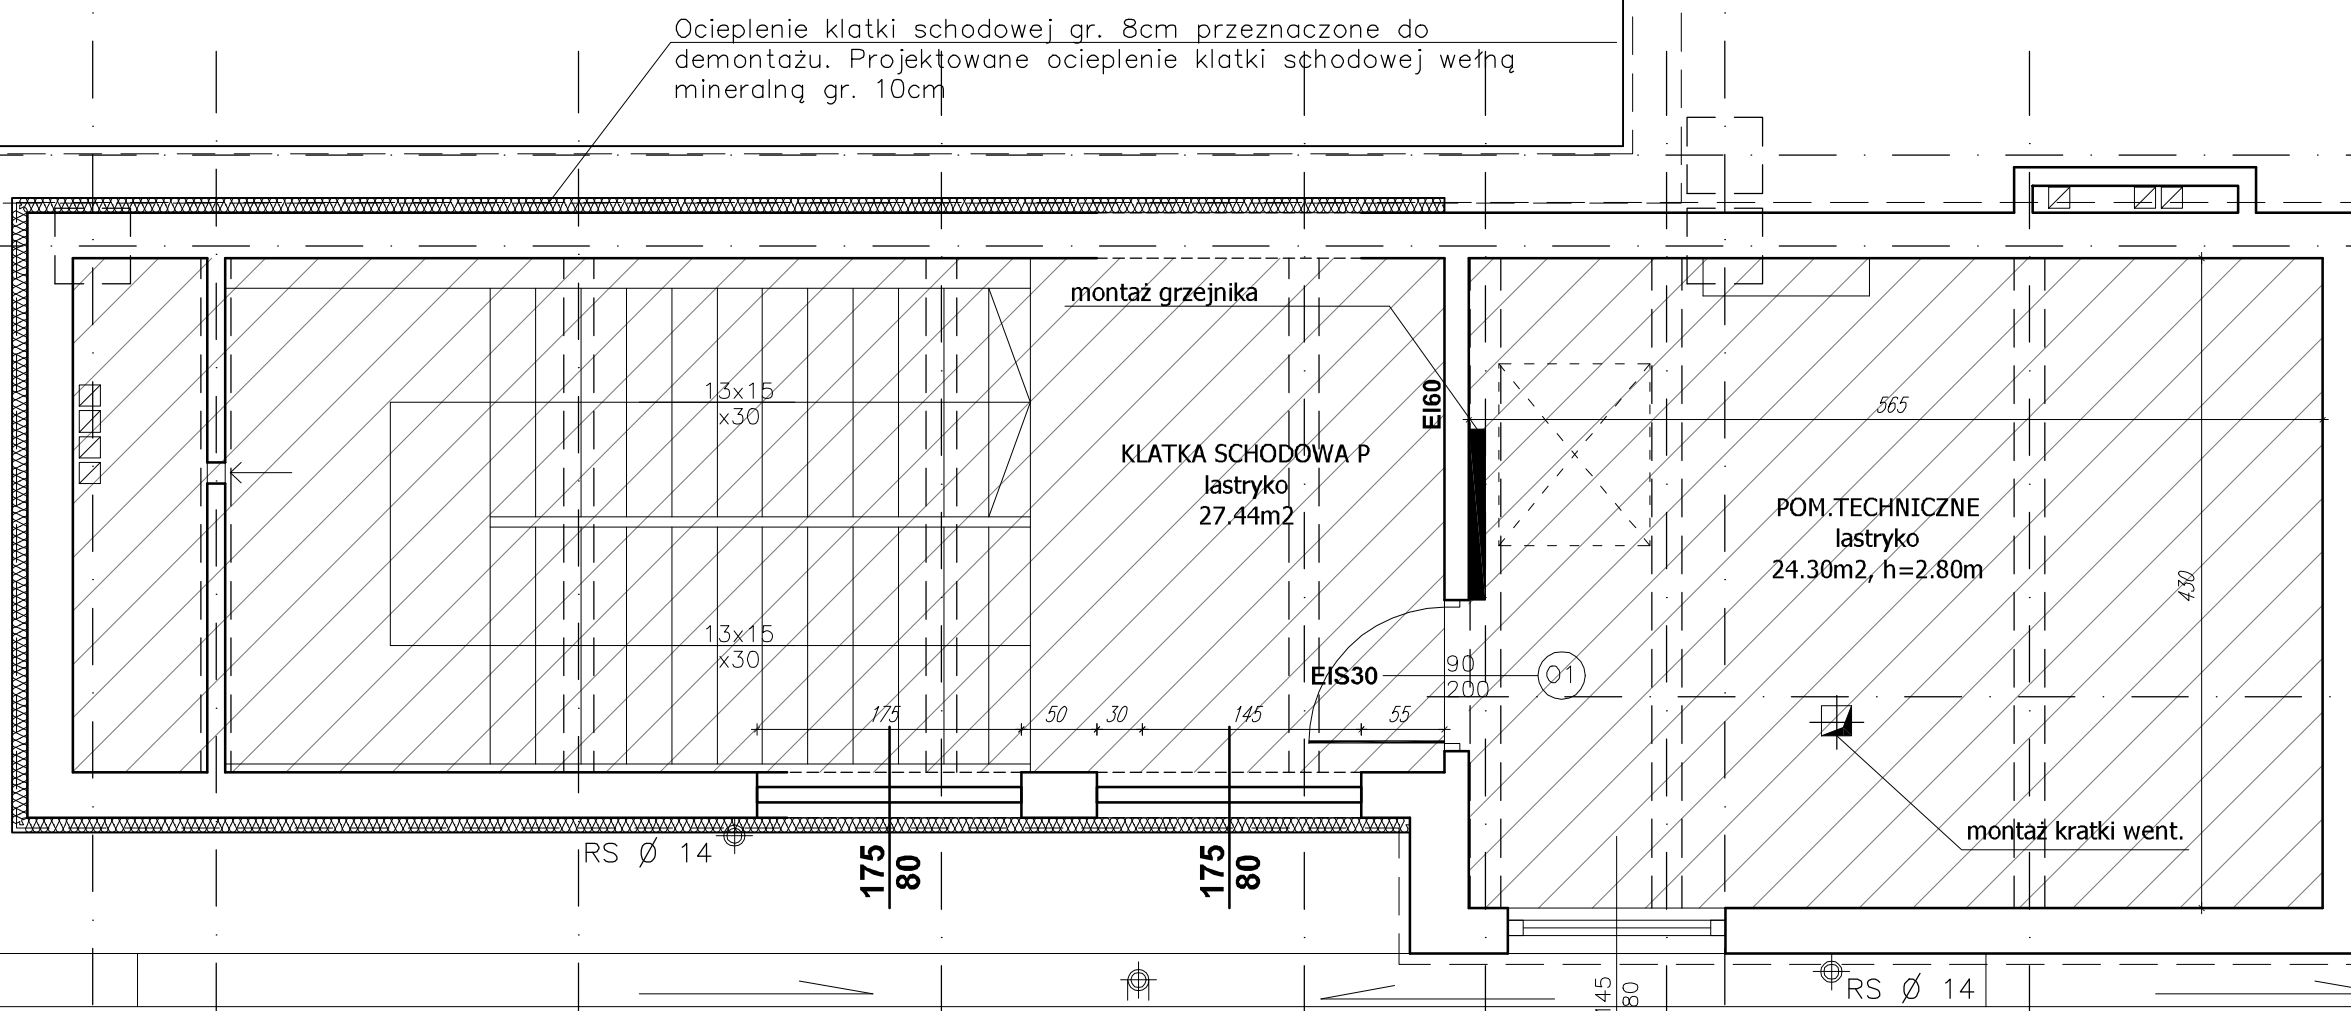 Ocieplenie klatki schodowej gr. 8cm przeznaczone do
demontażu. Projektowane ocieplenie klatki schodowej wełną
mineralną gr. 10cm
montaż grzejnika
13x15
x30
EI60
565
KLATKA SCHODOWA P
lastryko
27.44m2
POM.TECHNICZNE
lastryko
24.30m2, h=2.80m
430
13x15
x30
EIS30
90
200
01
175
50
30
145
55
montaż kratki went.
RS Ø 14
175
80
175
80
145
80
RS Ø 14